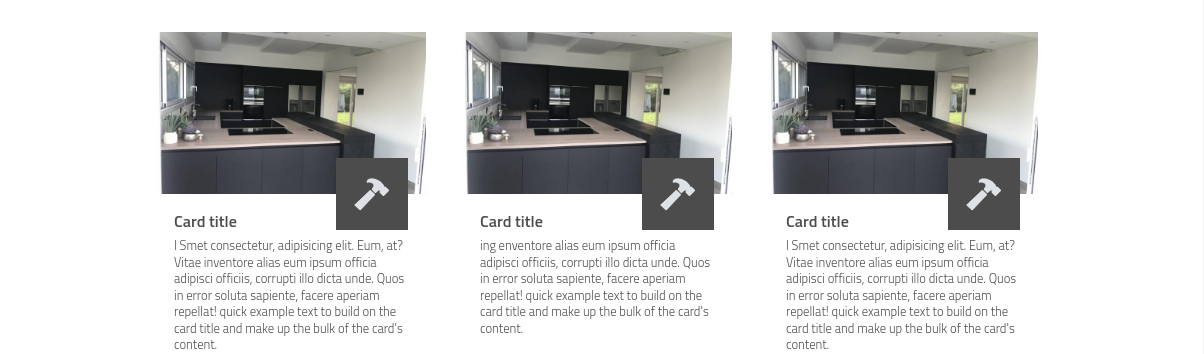 Card title
l Smet consectetur, adipisicing elit. Eum, at?
Vitae inventore alias eum ipsum officia
adipisci officiis, corrupti illo dicta unde. Quos
in error soluta sapiente, facere aperiam
repellat! quick example text to build on the
card title and make up the bulk of the card's
content.
Card title
ing enventore alias eum ipsum officia
adipisci officiis, corrupti illo dicta unde. Quos
in error soluta sapiente, facere aperiam
repellat! quick example text to build on the
card title and make up the bulk of the card's
content.
Card title
l Smet consectetur, adipisicing elit. Eum, at?
Vitae inventore alias eum ipsum officia
adipisci officiis, corrupti illo dicta unde. Quos
in error soluta sapiente, facere aperiam
repellat! quick example text to build on the
card title and make up the bulk of the card's
content.